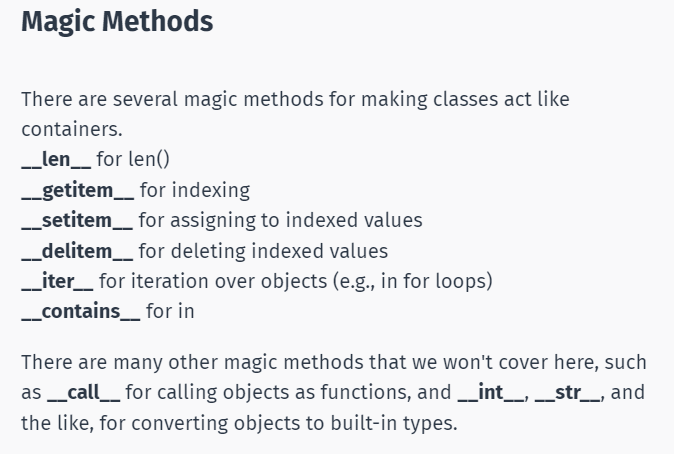 Magic Methods
There are several magic methods for making classes act like
containers.
__len__ for len()
__getitem__ for indexing
__setitem__ for assigning to indexed values
__delitem__ for deleting indexed values
__iter__ for iteration over objects (e.g., in for loops)
__contains__ for in
There are many other magic methods that we won't cover here, such
as __call__ for calling objects as functions, and __int__, __str__, and
the like, for converting objects to built-in types.